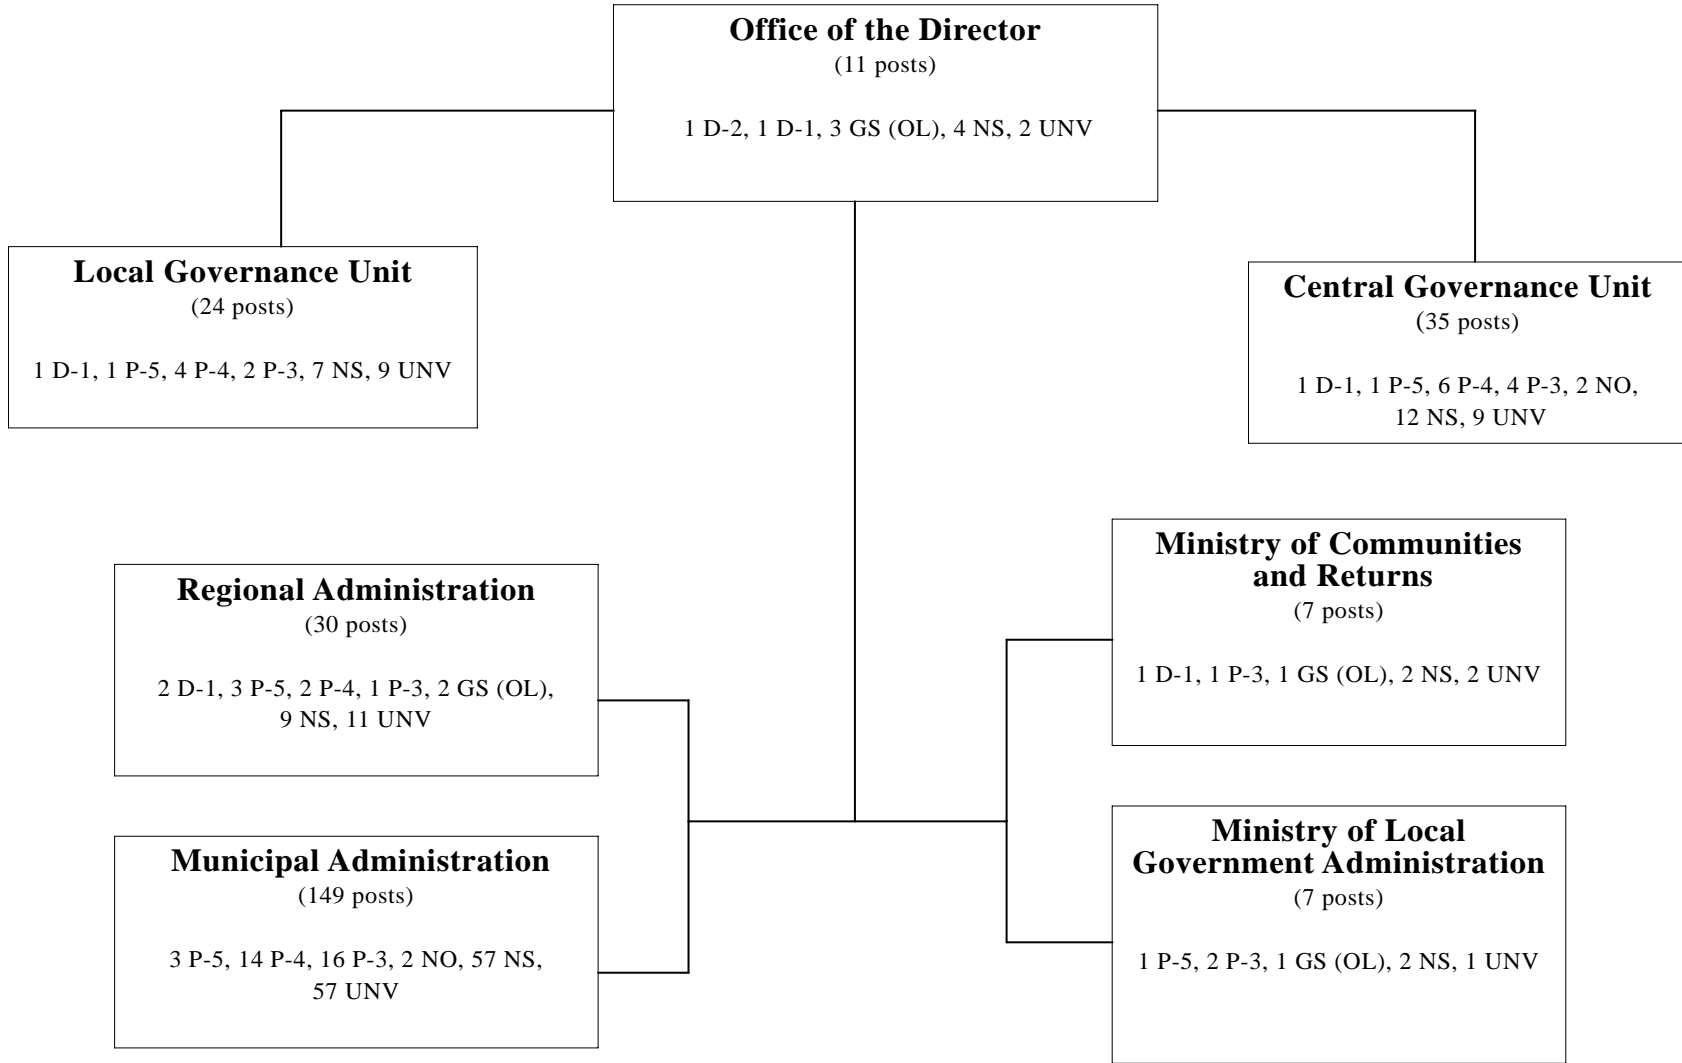 Office of the Director
(11 posts)
1 D-2, 1 D-1, 3 GS (OL), 4 NS, 2 UNV
Local Governance Unit
(24 posts)
1 D-1, 1 P-5, 4 P-4, 2 P-3, 7 NS, 9 UNV
Central Governance Unit
(35 posts)
1 D-1, 1 P-5, 6 P-4, 4 P-3, 2 NO,
12 NS, 9 UNV
Regional Administration
(30 posts)
2 D-1, 3 P-5, 2 P-4, 1 P-3, 2 GS (OL),
9 NS, 11 UNV
Ministry of Communities
and Returns
(7 posts)
1 D-1, 1 P-3, 1 GS (OL), 2 NS, 2 UNV
Municipal Administration
(149 posts)
3 P-5, 14 P-4, 16 P-3, 2 NO, 57 NS,
57 UNV
Ministry of Local
Government Administration
(7 posts)
1 P-5, 2 P-3, 1 GS (OL), 2 NS, 1 UNV